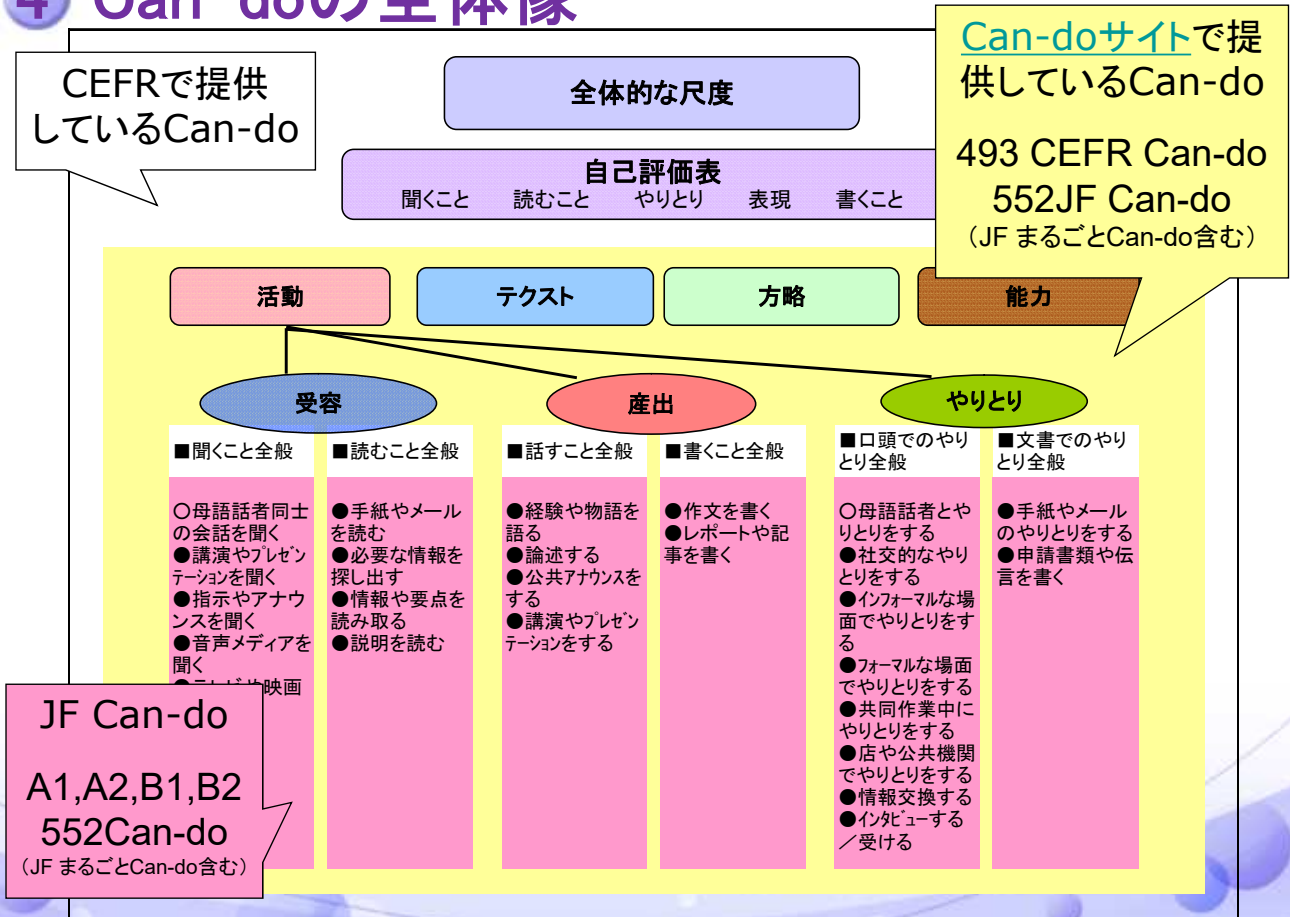 4 Can-doの全体像
CEFRで提供
しているCan-do
Can-doサイトで提
供しているCan-do
493 CEFR Can-do
552JF Can-do
（JF まるごとCan-do含む）
全体的な尺度
自己評価表
聞くこと 読むこと やりとり 表現 書くこと
活動
テクスト
方略
能力
受容
産出
やりとり
■聞くこと全般
〇母語話者同士
の会話を聞く
●講演やﾌﾟﾚｾﾞﾝ
ﾃｰｼｮﾝを聞く
●指示やアナウ
ンスを聞く
●音声メディアを
聞く
■読むこと全般
●手紙やメール
を読む
●必要な情報を
探し出す
●情報や要点を
読み取る
●説明を読む
■話すこと全般
●経験や物語を
語る
●論述する
●公共ｱﾅｳﾝｽを
する
●講演やﾌﾟﾚｾﾞﾝ
ﾃｰｼｮﾝをする
■書くこと全般
●作文を書く
●レポートや記
事を書く
■口頭でのやり
とり全般
〇母語話者とや
りとりをする
●社交的なやり
とりをする
●ｲﾝﾌｫｰﾏﾙな場
面でやりとりをす
る
●ﾌｫｰﾏﾙな場面
でやりとりをする
●共同作業中に
やりとりをする
●店や公共機関
でやりとりをする
●情報交換する
●ｲﾝﾀﾋﾞｭｰする
／受ける
■文書でのやり
とり全般
●手紙やメール
のやりとりをする
●申請書類や伝
言を書く
JF Can-do
A1,A2,B1,B2
552Can-do
（JF まるごとCan-do含む）